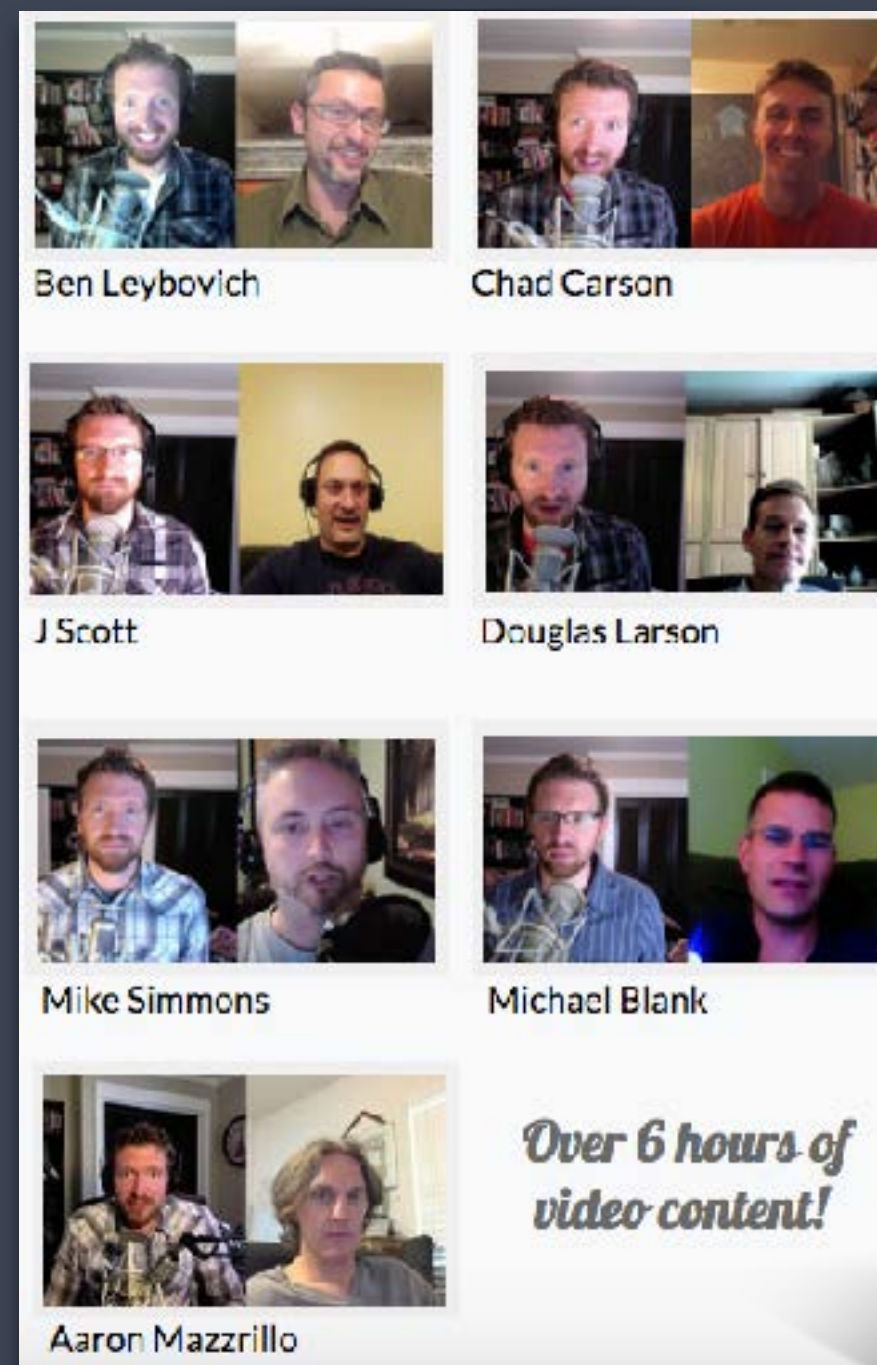 Ben Leybovich
Chad Carson
J Scott
Douglas Larson
Mike Simmons
Michael Blank
Over 6 hours of
video content!
Aaron Mazzrillo